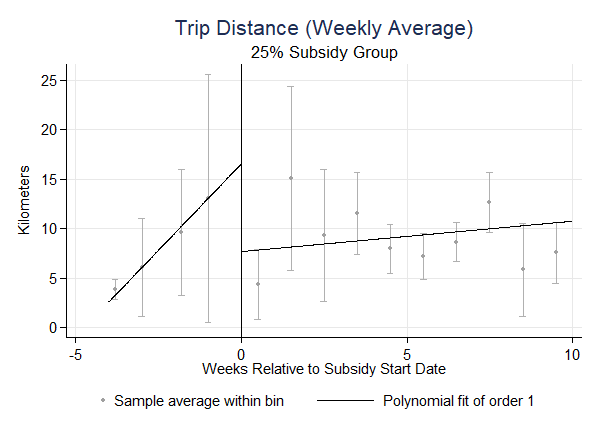 Trip Distance (Weekly Average)
25% Subsidy Group
25
20
15
10
5
0
Kilometers
-5 0 5 10
Weeks Relative to Subsidy Start Date
Sample average within bin Polynomial fit of order 1